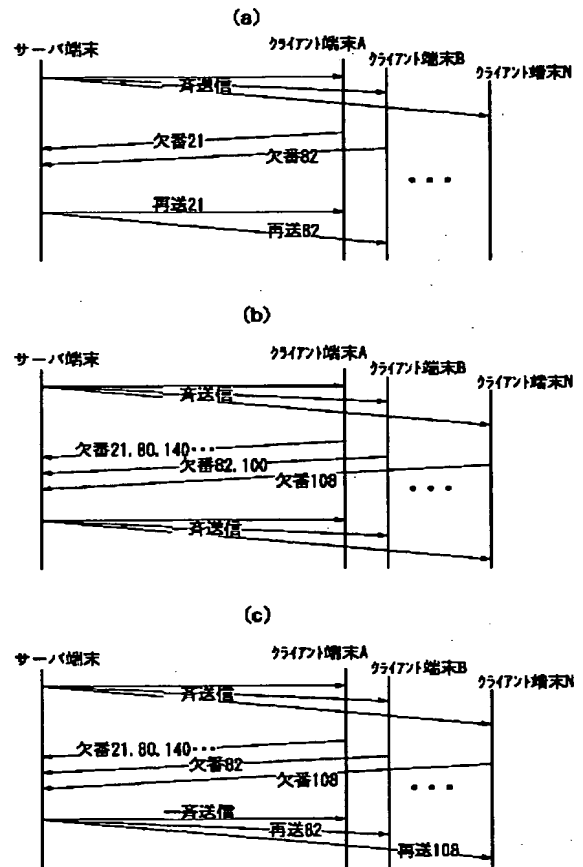 (a)
サーバ端末
クライアント端末A
クライアント端末B
クライアント端末N
一斉送信
欠番21
欠番82
・・・
再送21
再送82
(b)
サーバ端末
クライアント端末A
クライアント端末B
クライアント端末N
一斉送信
欠番21.80.140・・・
欠番82.100
欠番108
・・・
一斉送信
(c)
サーバ端末
クライアント端末A
クライアント端末B
クライアント端末N
一斉送信
欠番21.80.140・・・
欠番82
欠番108
・・・
一斉送信
再送82
再送108